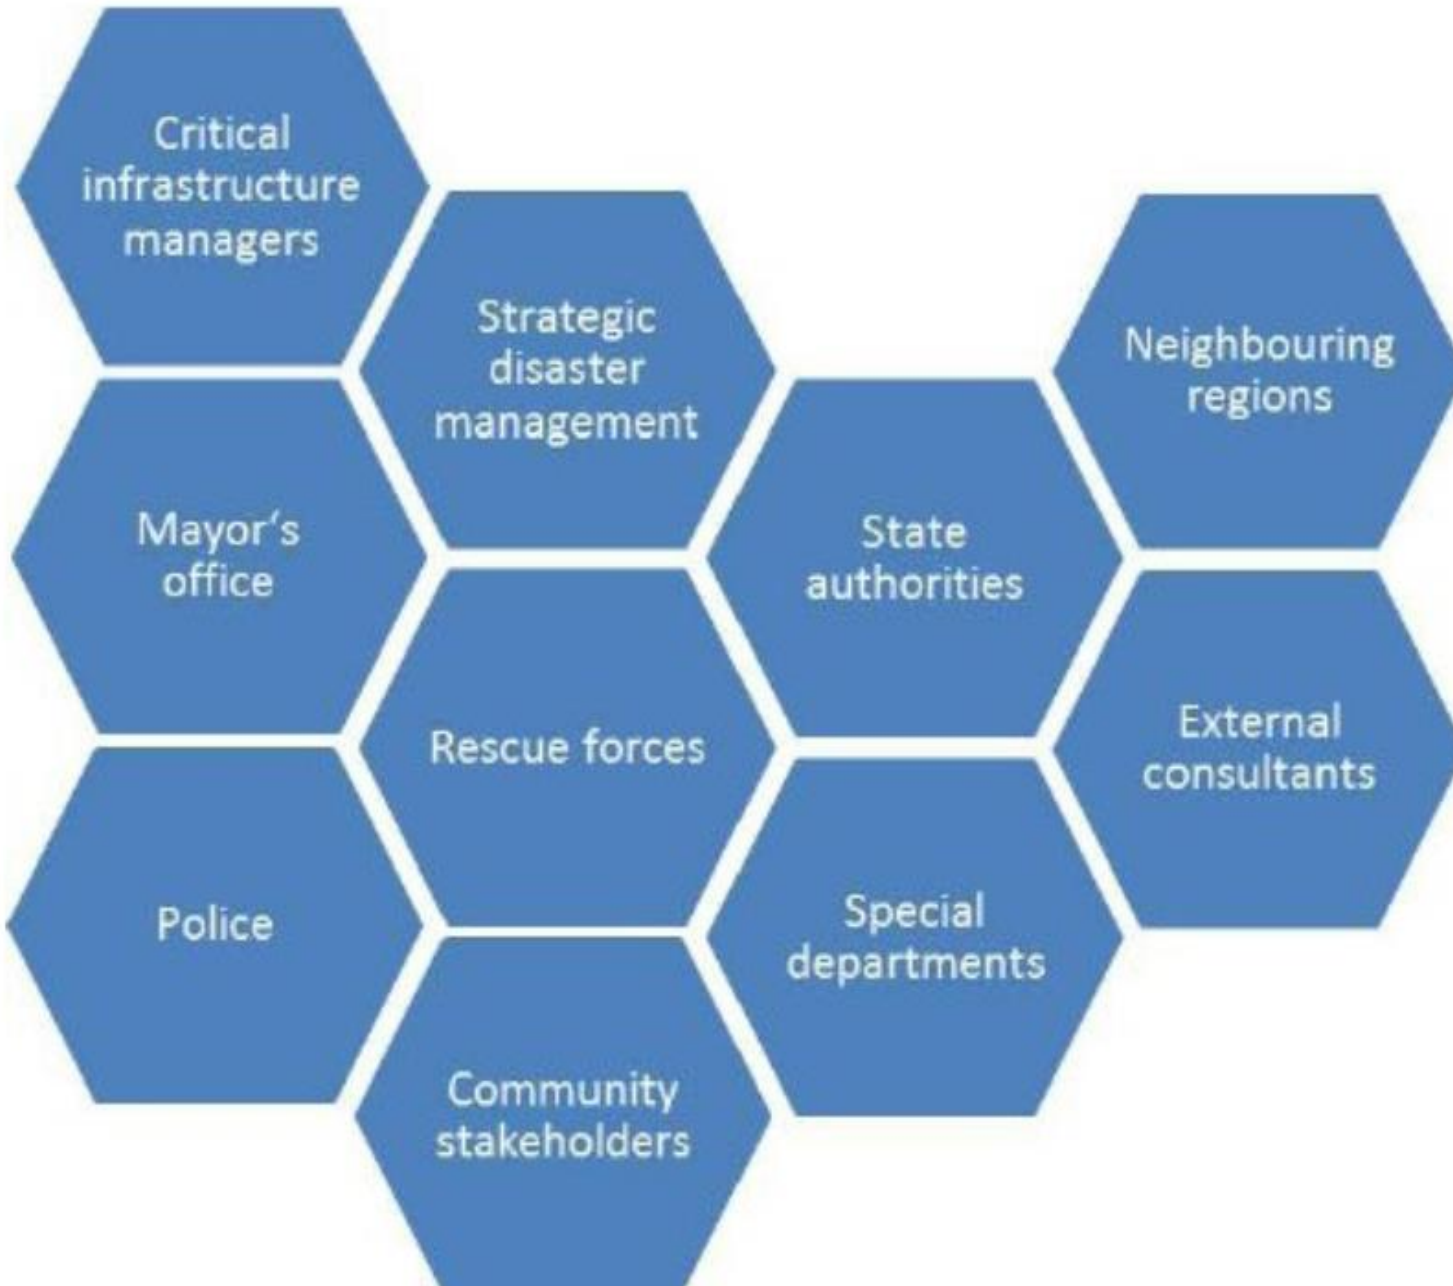 Critical
infrastructure
managers
Strategic
disaster
management
Neighbouring
regions
Mayor‘s
office
State
authorities
Rescue forces
External
consultants
Police
Special
departments
Community
stakeholders